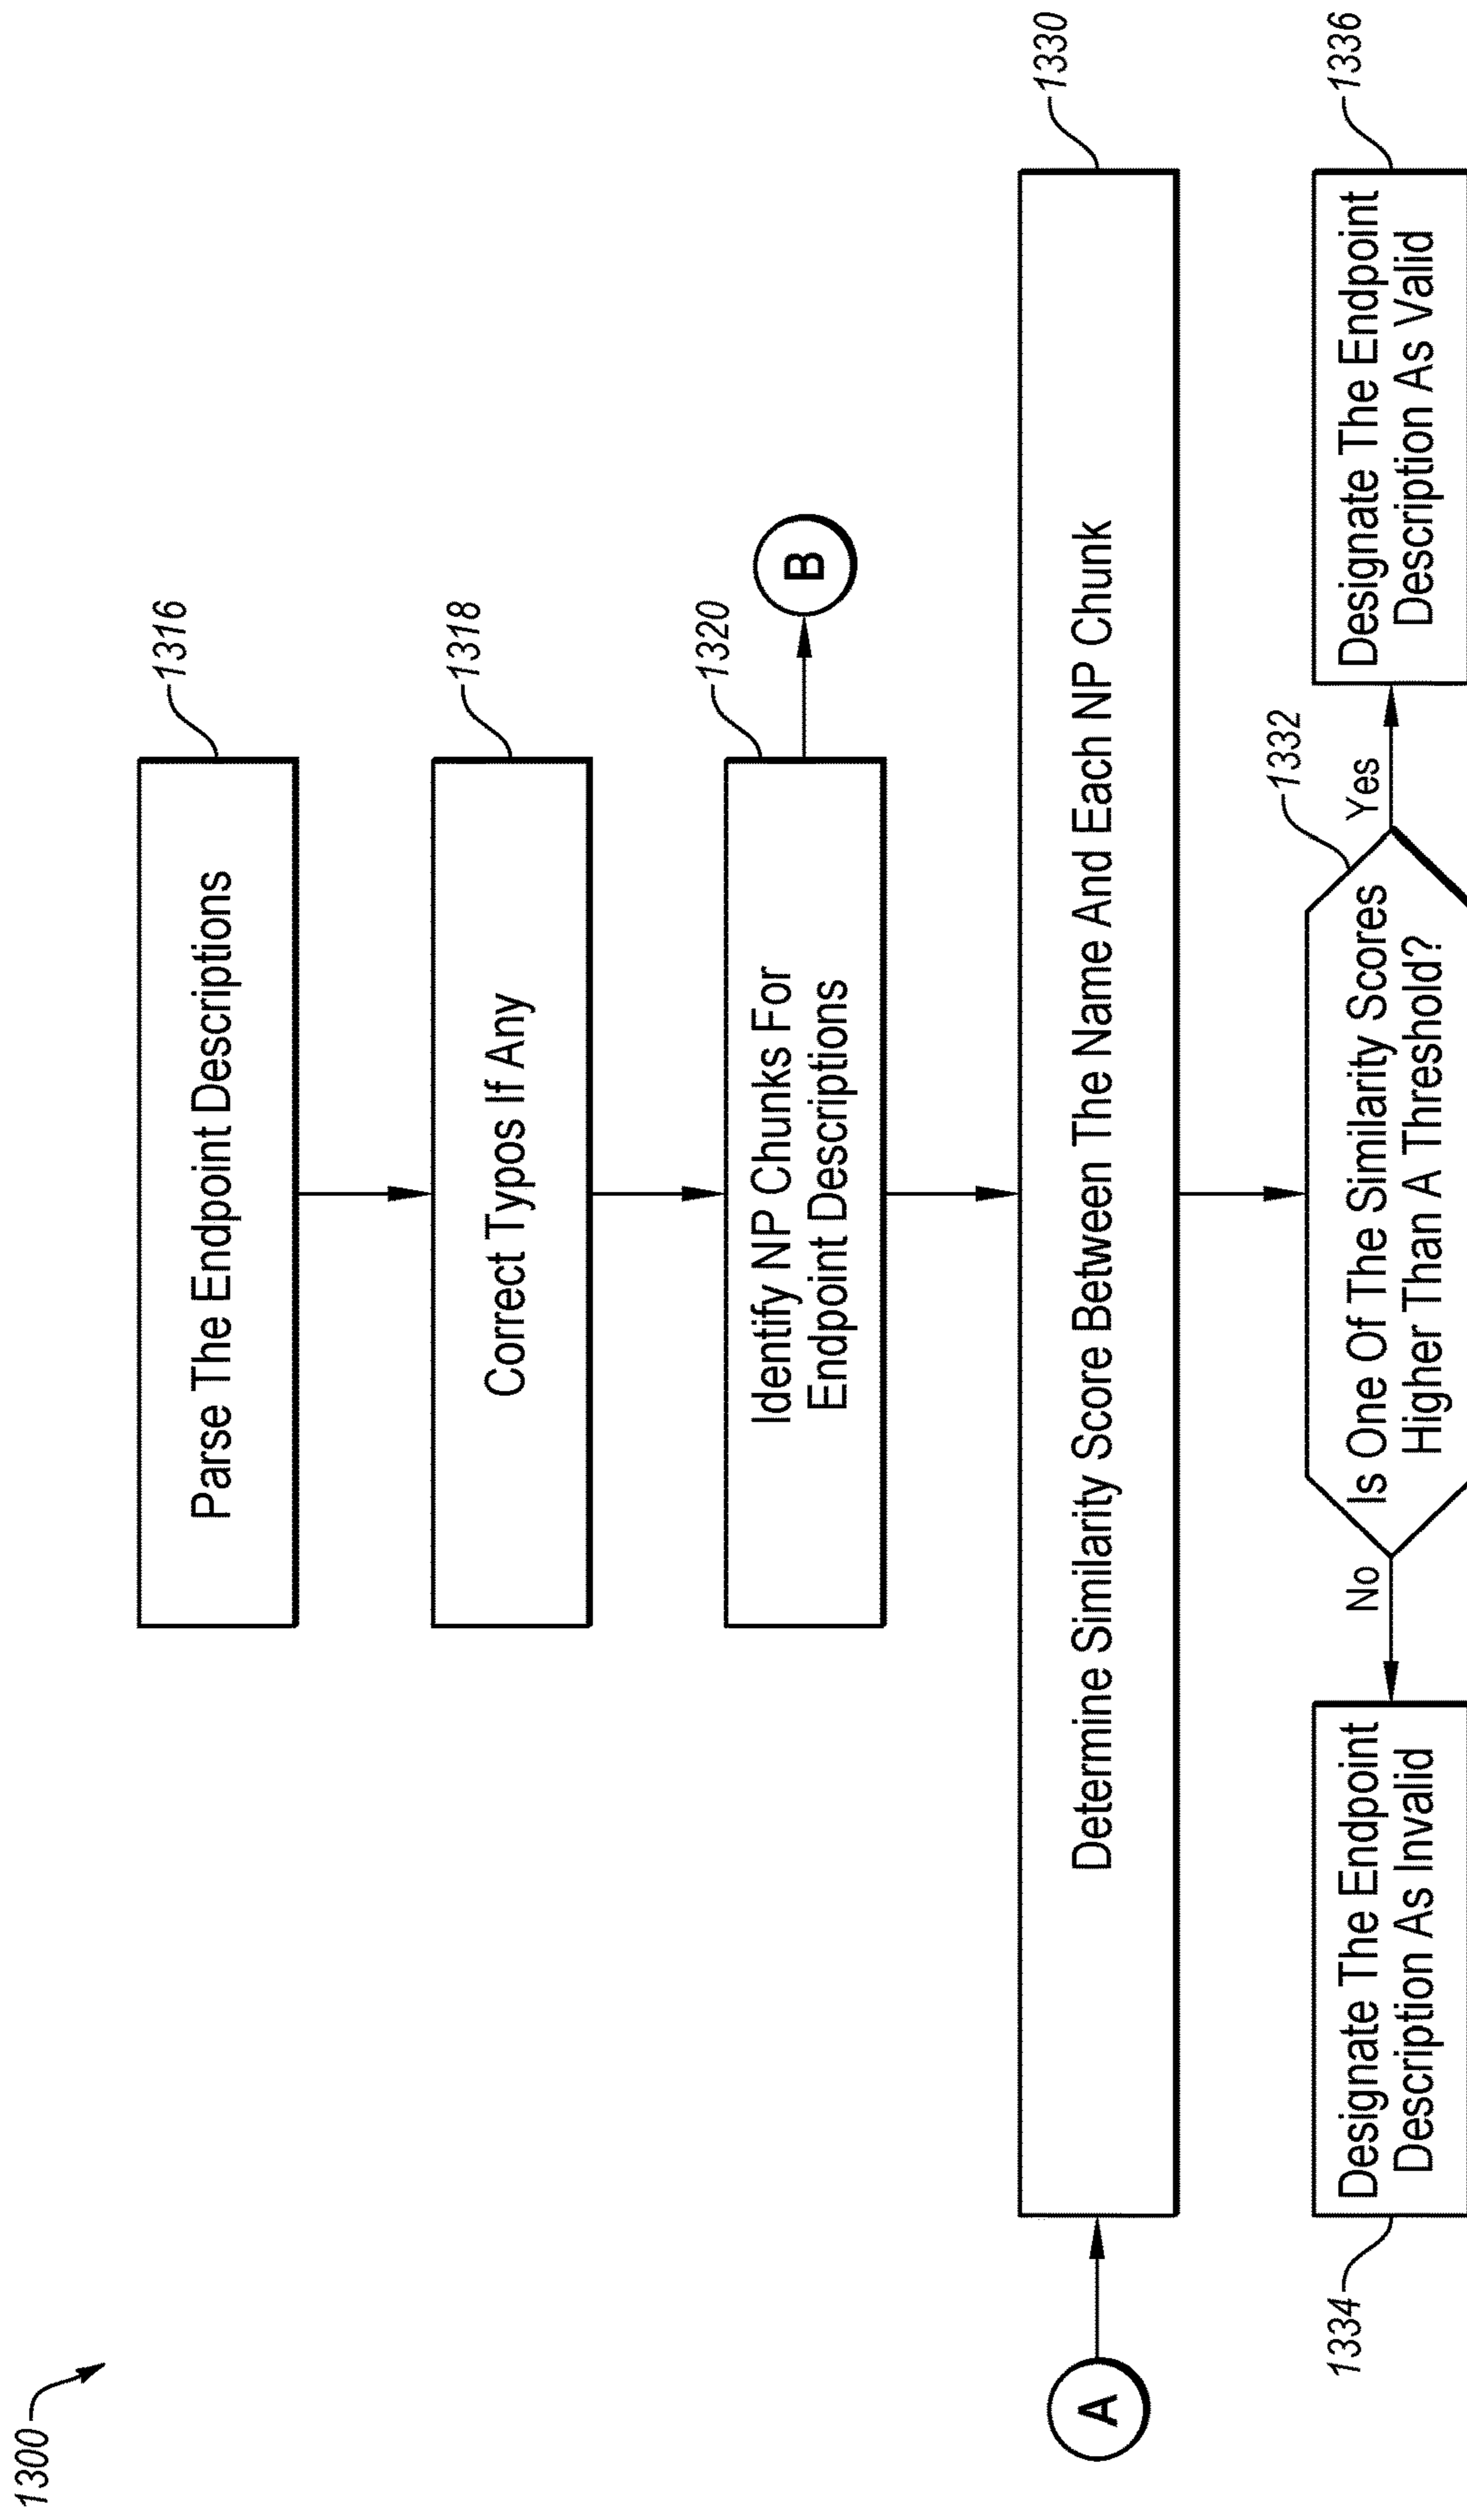 1300
1316
Parse The Endpoint Descriptions
1318
Correct Typos If Any
1320
Identify NP Chunks For
Endpoint Descriptions
B
1330
A
Determine Similarity Score Between The Name And Each NP Chunk
1332
1334
Designate The Endpoint
Description As Invalid
No
Is One Of The Similarity Scores
Higher Than A Threshold?
Yes
1336
Designate The Endpoint
Description As Valid